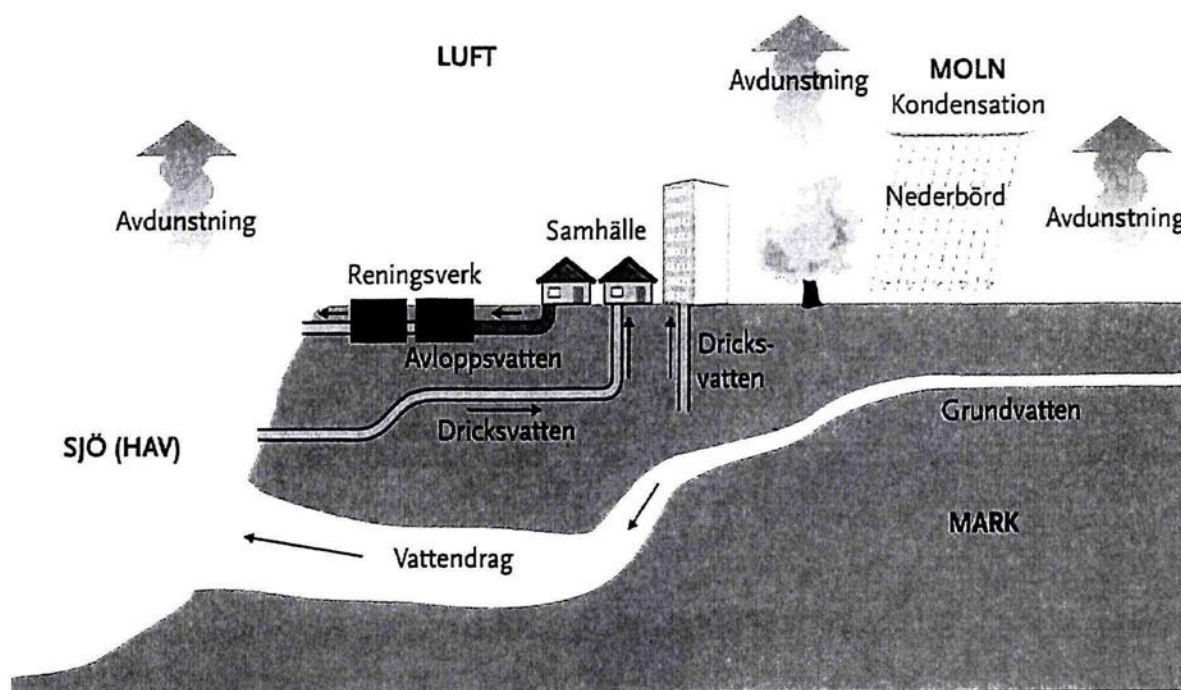 LUFT
Avdunstning
MOLN
Kondensation
Nederbörd
Avdunstning
Avdunstning
Samhälle
Reningsverk
Avloppsvatten
Dricks-
vatten
Dricksvatten
Grundvatten
SJÖ (HAV)
MARK
Vattendrag